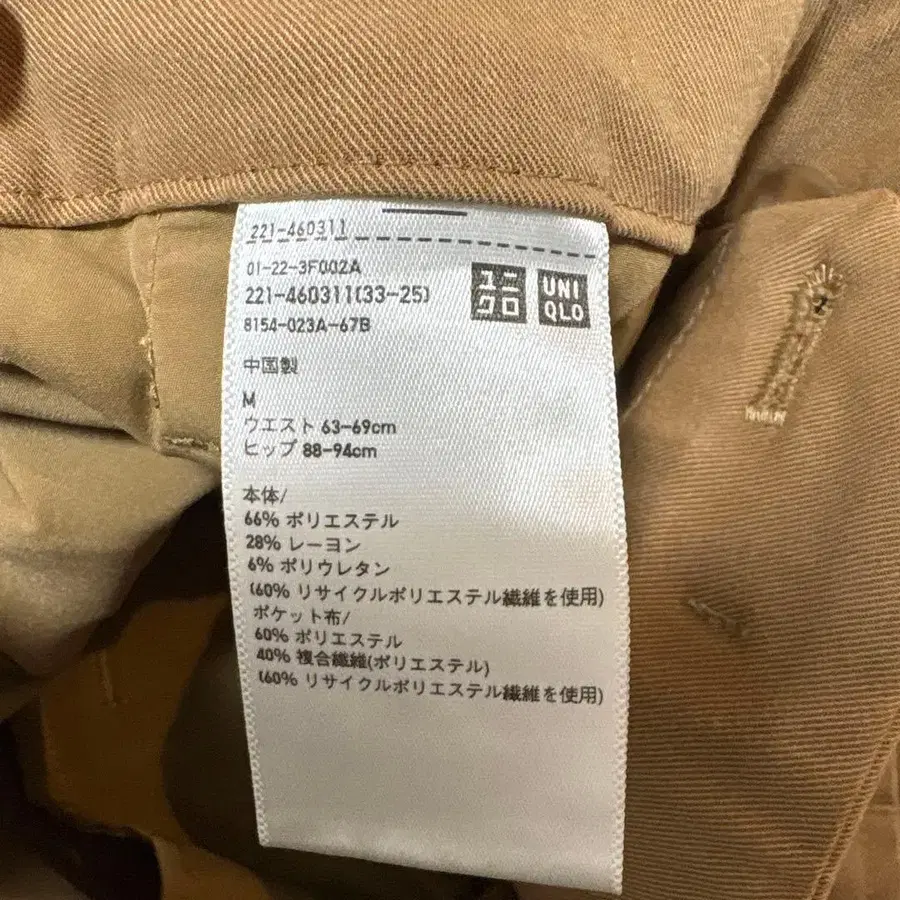 221-460311
01-22-3F002A
221-460311(33-25)
8154-023A-67B
ユニクロ
UNIQLO
中国製
M
ウエスト 63-69cm
ヒップ 88-94cm
本体/
66% ポリエステル
28% レーヨン
6% ポリウレタン
(60% リサイクルポリエステル繊維を使用)
ポケット布/
60% ポリエステル
40% 複合繊維(ポリエステル)
(60% リサイクルポリエステル繊維を使用)